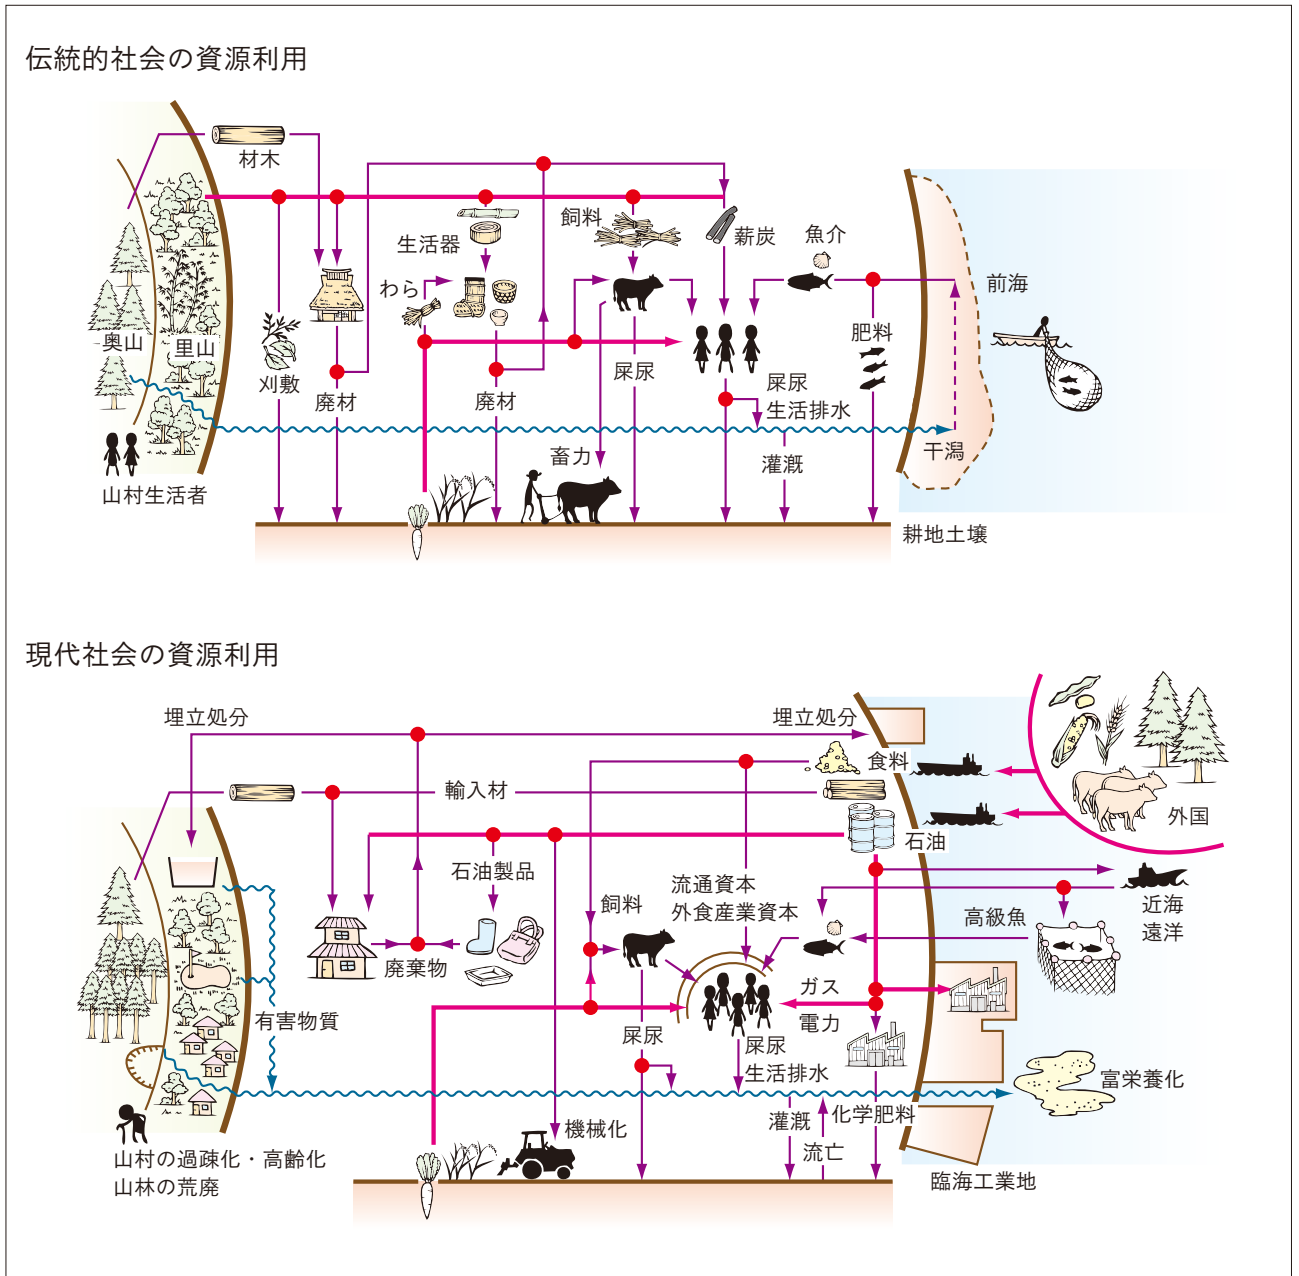 伝統的社会の資源利用
材木
生活器
飼料
薪炭
魚介
わら
前海
奥山
里山
刈敷
廃材
廃材
屎尿
肥料
屎尿
生活排水
畜力
灌漑
干潟
山村生活者
耕地土壌
現代社会の資源利用
埋立処分
埋立処分
食料
輸入材
石油
外国
石油製品
流通資本
外食産業資本
飼料
高級魚
近海
遠洋
廃棄物
ガス
電力
有害物質
屎尿
屎尿
生活排水
富栄養化
機械化
灌漑
化学肥料
流亡
山村の過疎化・高齢化
山林の荒廃
臨海工業地